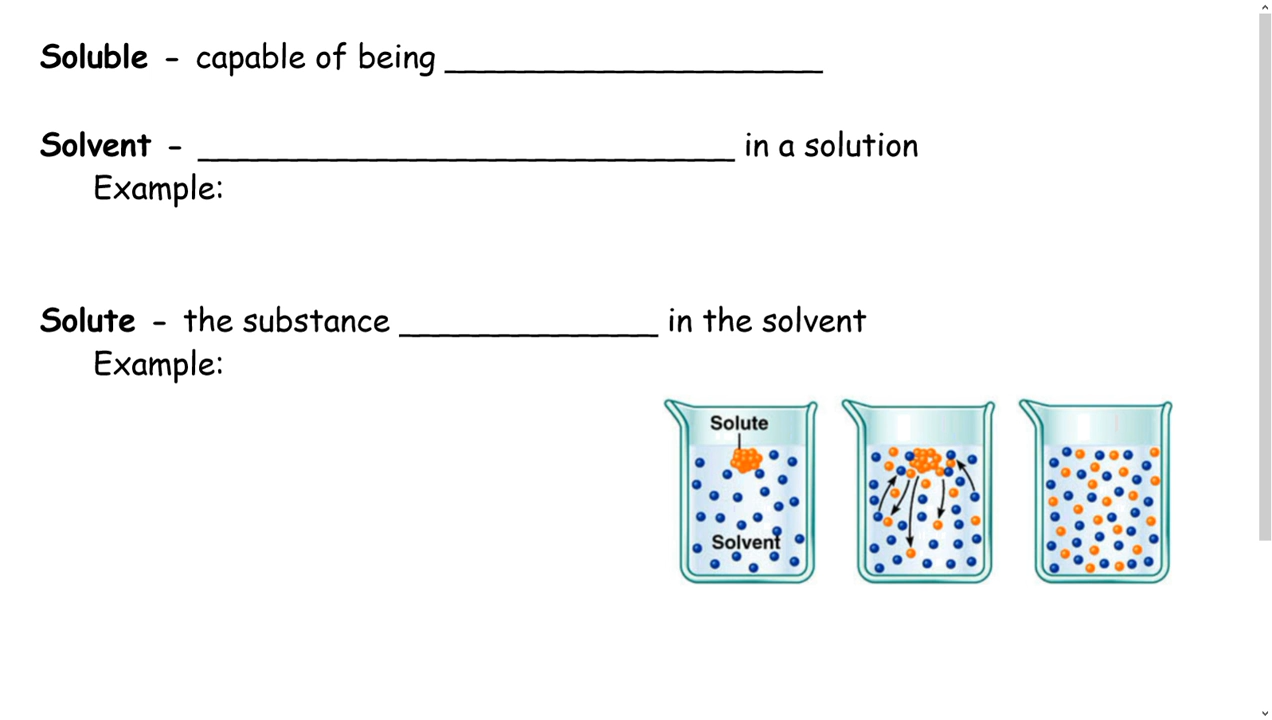 Soluble - capable of being ____________________
Solvent - ____________________________ in a solution
Example:
Solute - the substance ______________ in the solvent
Example:
Solute
Solvent